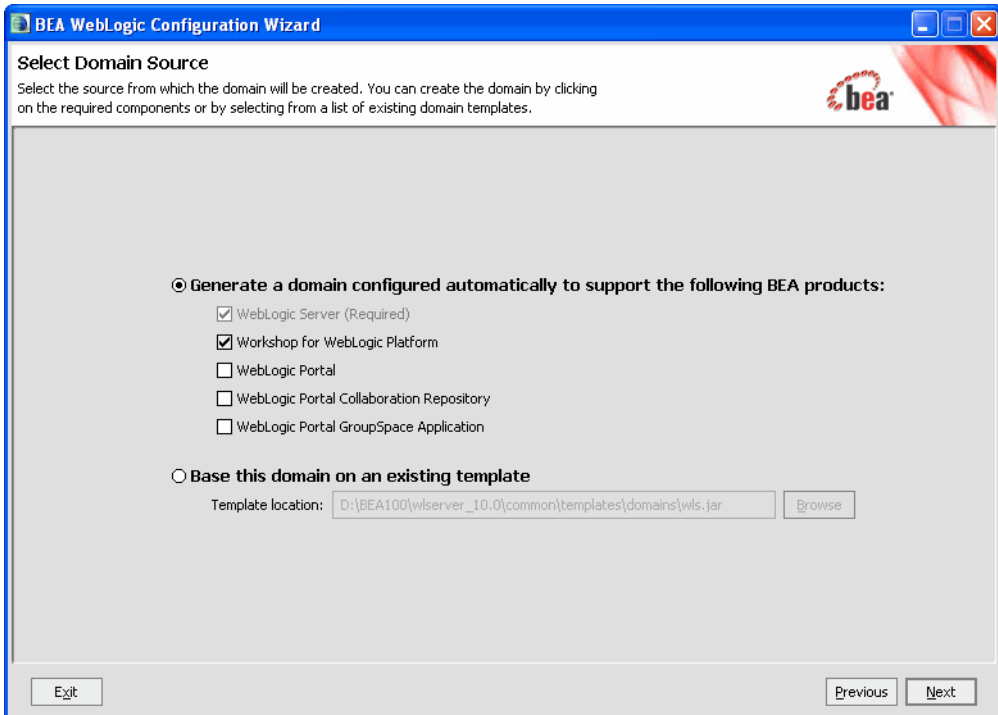 BEA WebLogic Configuration Wizard
Select Domain Source
Select the source from which the domain will be created. You can create the domain by clicking
on the required components or by selecting from a list of existing domain templates.
bea
Generate a domain configured automatically to support the following BEA products:
WebLogic Server (Required)
Workshop for WebLogic Platform
WebLogic Portal
WebLogic Portal Collaboration Repository
WebLogic Portal GroupSpace Application
Base this domain on an existing template
Template location: D:\BEA100\wlserver_10.0\common\templates\domains\wls.jar Browse
Exit Previous Next